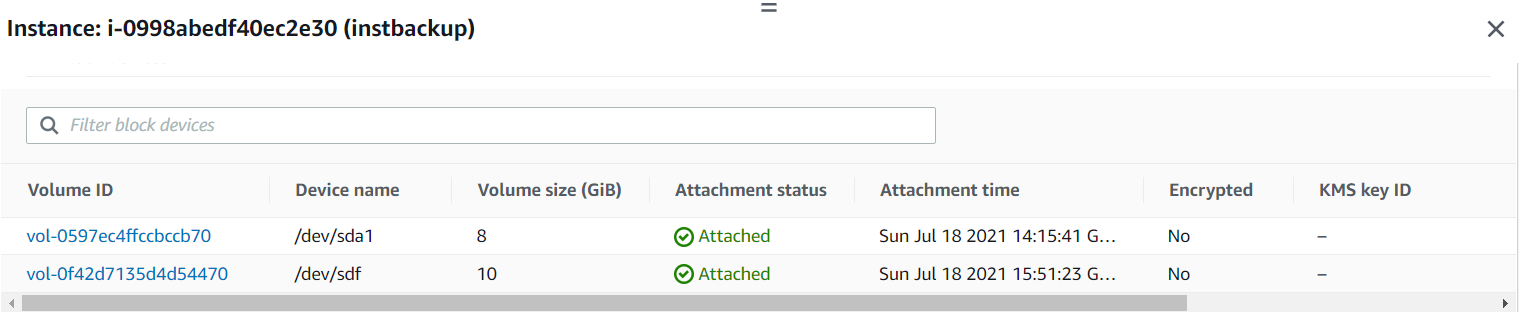 Instance: i-0998abedf40ec2e30 (instbackup)
Filter block devices
Volume ID Device name Volume size (GiB) Attachment status Attachment time Encrypted KMS key ID
vol-0597ec4ffccbccb70 /dev/sda1 8 Attached Sun Jul 18 2021 14:15:41 G... No –
vol-0f42d7135d4d54470 /dev/sdf 10 Attached Sun Jul 18 2021 15:51:23 G... No –